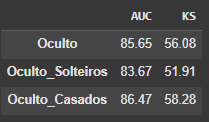 AUC KS
Oculto 85.65 56.08
Oculto_Solteiros 83.67 51.91
Oculto_Casados 86.47 58.28